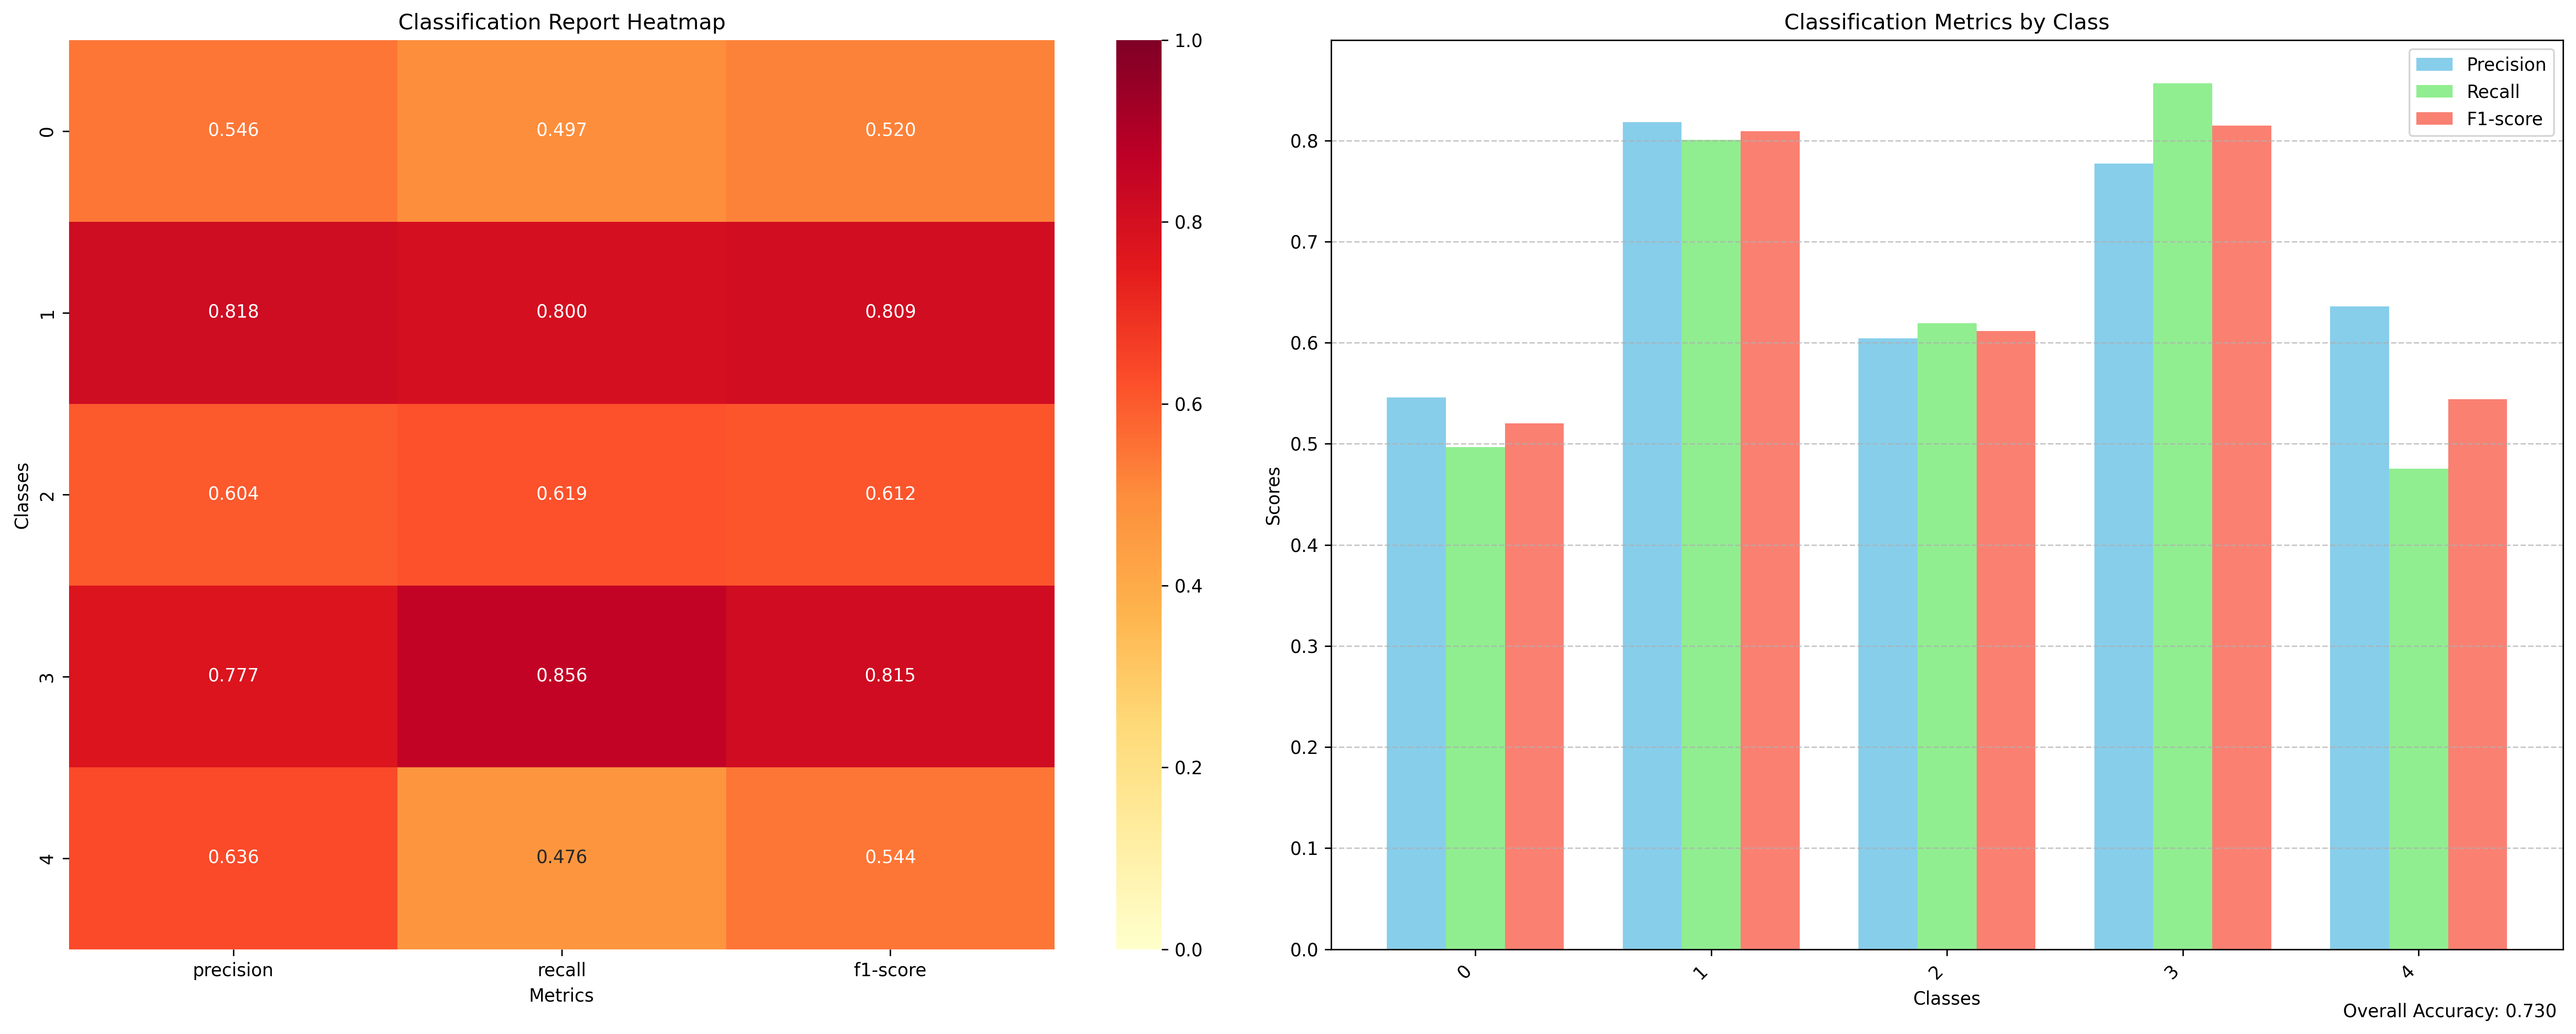 Classification Report Heatmap
Classes
0
1
2
3
4
0.546 0.497 0.520
0.818 0.800 0.809
0.604 0.619 0.612
0.777 0.856 0.815
0.636 0.476 0.544
precision recall f1-score
Metrics
1.0
0.8
0.6
0.4
0.2
0.0
Classification Metrics by Class
Precision
Recall
F1-score
Scores
0.8
0.7
0.6
0.5
0.4
0.3
0.2
0.1
0.0
0 1 2 3 4
Classes
Overall Accuracy: 0.730